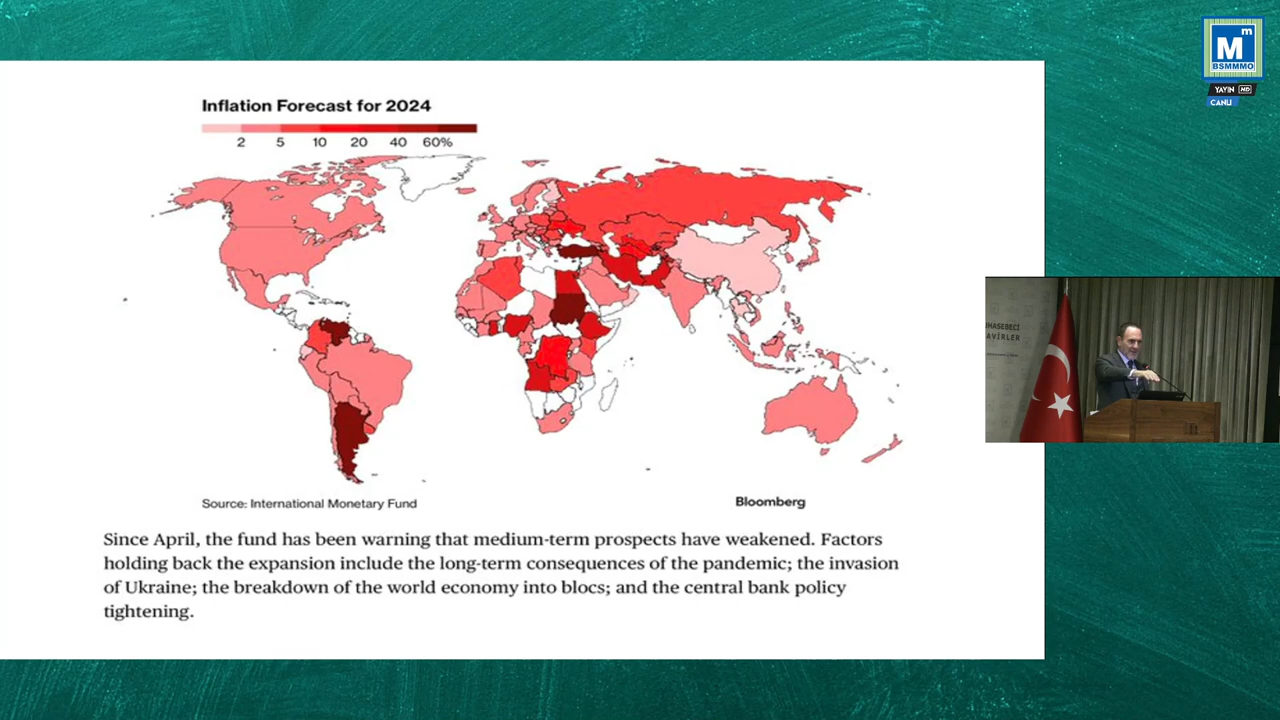 Inflation Forecast for 2024
2 5 10 20 40 60%
Source: International Monetary Fund
Bloomberg
Since April, the fund has been warning that medium-term prospects have weakened. Factors
holding back the expansion include the long-term consequences of the pandemic; the invasion
of Ukraine; the breakdown of the world economy into blocs; and the central bank policy
tightening.
Mm
BSMMMO
YAYIN HD
CANLI